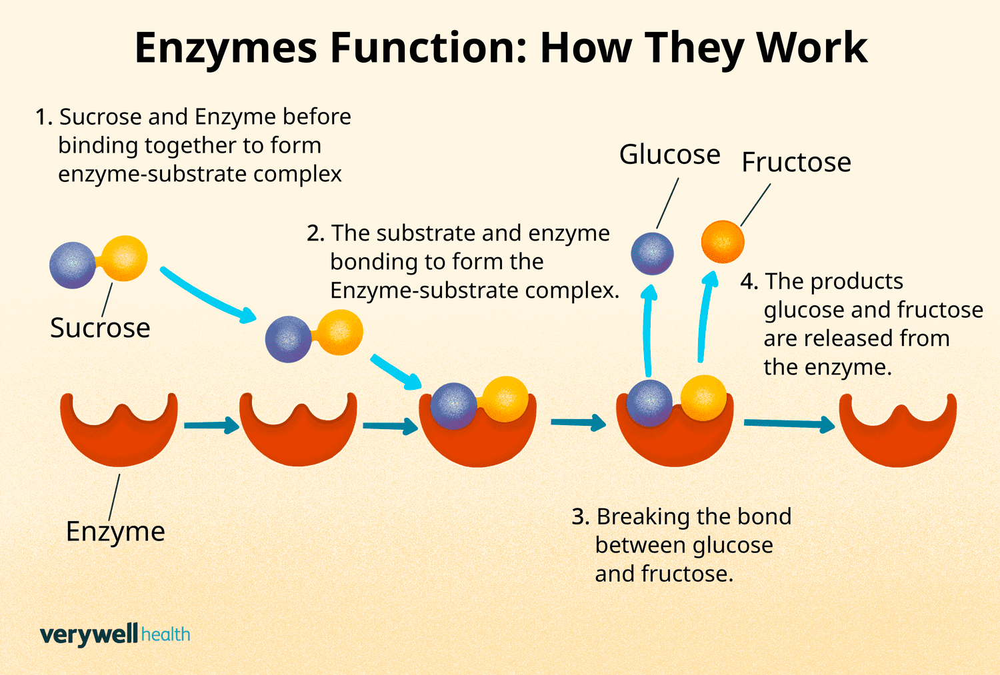 Enzymes Function: How They Work
1. Sucrose and Enzyme before
binding together to form
enzyme-substrate complex
Glucose
Fructose
2. The substrate and enzyme
bonding to form the
Enzyme-substrate complex.
4. The products
glucose and fructose
are released from
the enzyme.
Sucrose
Enzyme
3. Breaking the bond
between glucose
and fructose.
verywell health